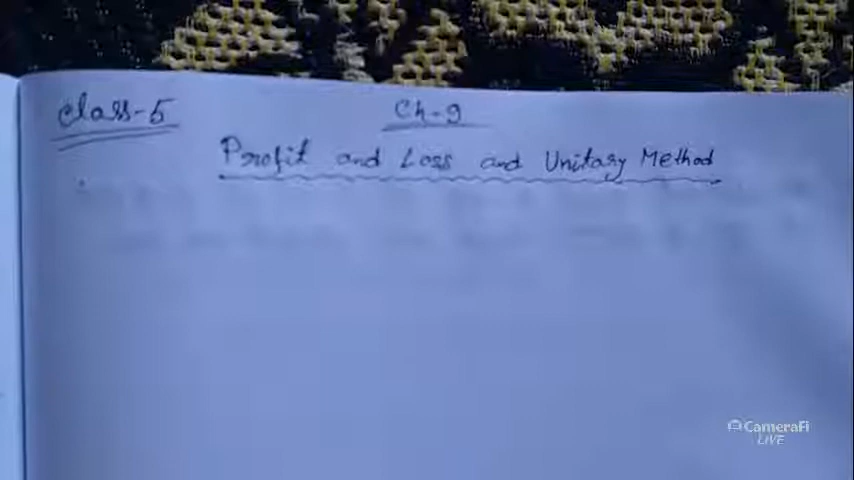 Class-5
Ch-9
Profit and Loss and Unitary Method
CameraFi
LIVE